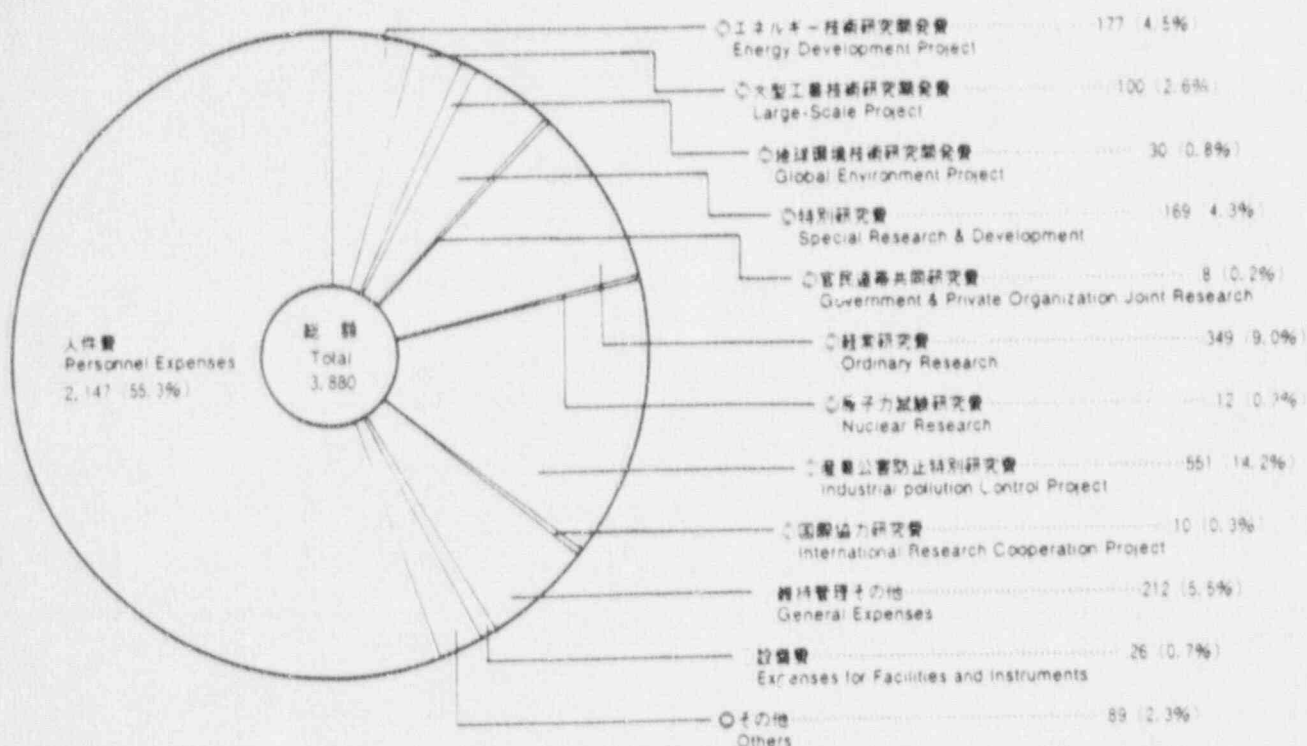 ○エネルギー技術研究開発費 177 (4.5%)
Energy Development Project
○大型工業技術研究開発費 100 (2.6%)
Large-Scale Project
○地球環境技術研究開発費 30 (0.8%)
Global Environment Project
○特別研究費 169 (4.3%)
Special Research & Development
○官民連帯共同研究費 8 (0.2%)
Government & Private Organization Joint Research
○経常研究費 349 (9.0%)
Ordinary Research
○原子力試験研究費 12
Nuclear Research
○産業公害防止特別研究費 551 (14.2%)
Industrial pollution Control Project
○国際協力研究費 10 (0.3%)
International Research Cooperation Project
維持管理その他 212 (5.5%)
General Expenses
設備費 26 (0.7%)
Expenses for Facilities and Instruments
○その他 89 (2.3%)
Others
人件費
Personnel Expenses
2,147 (55.3%)
総額
Total
3,880